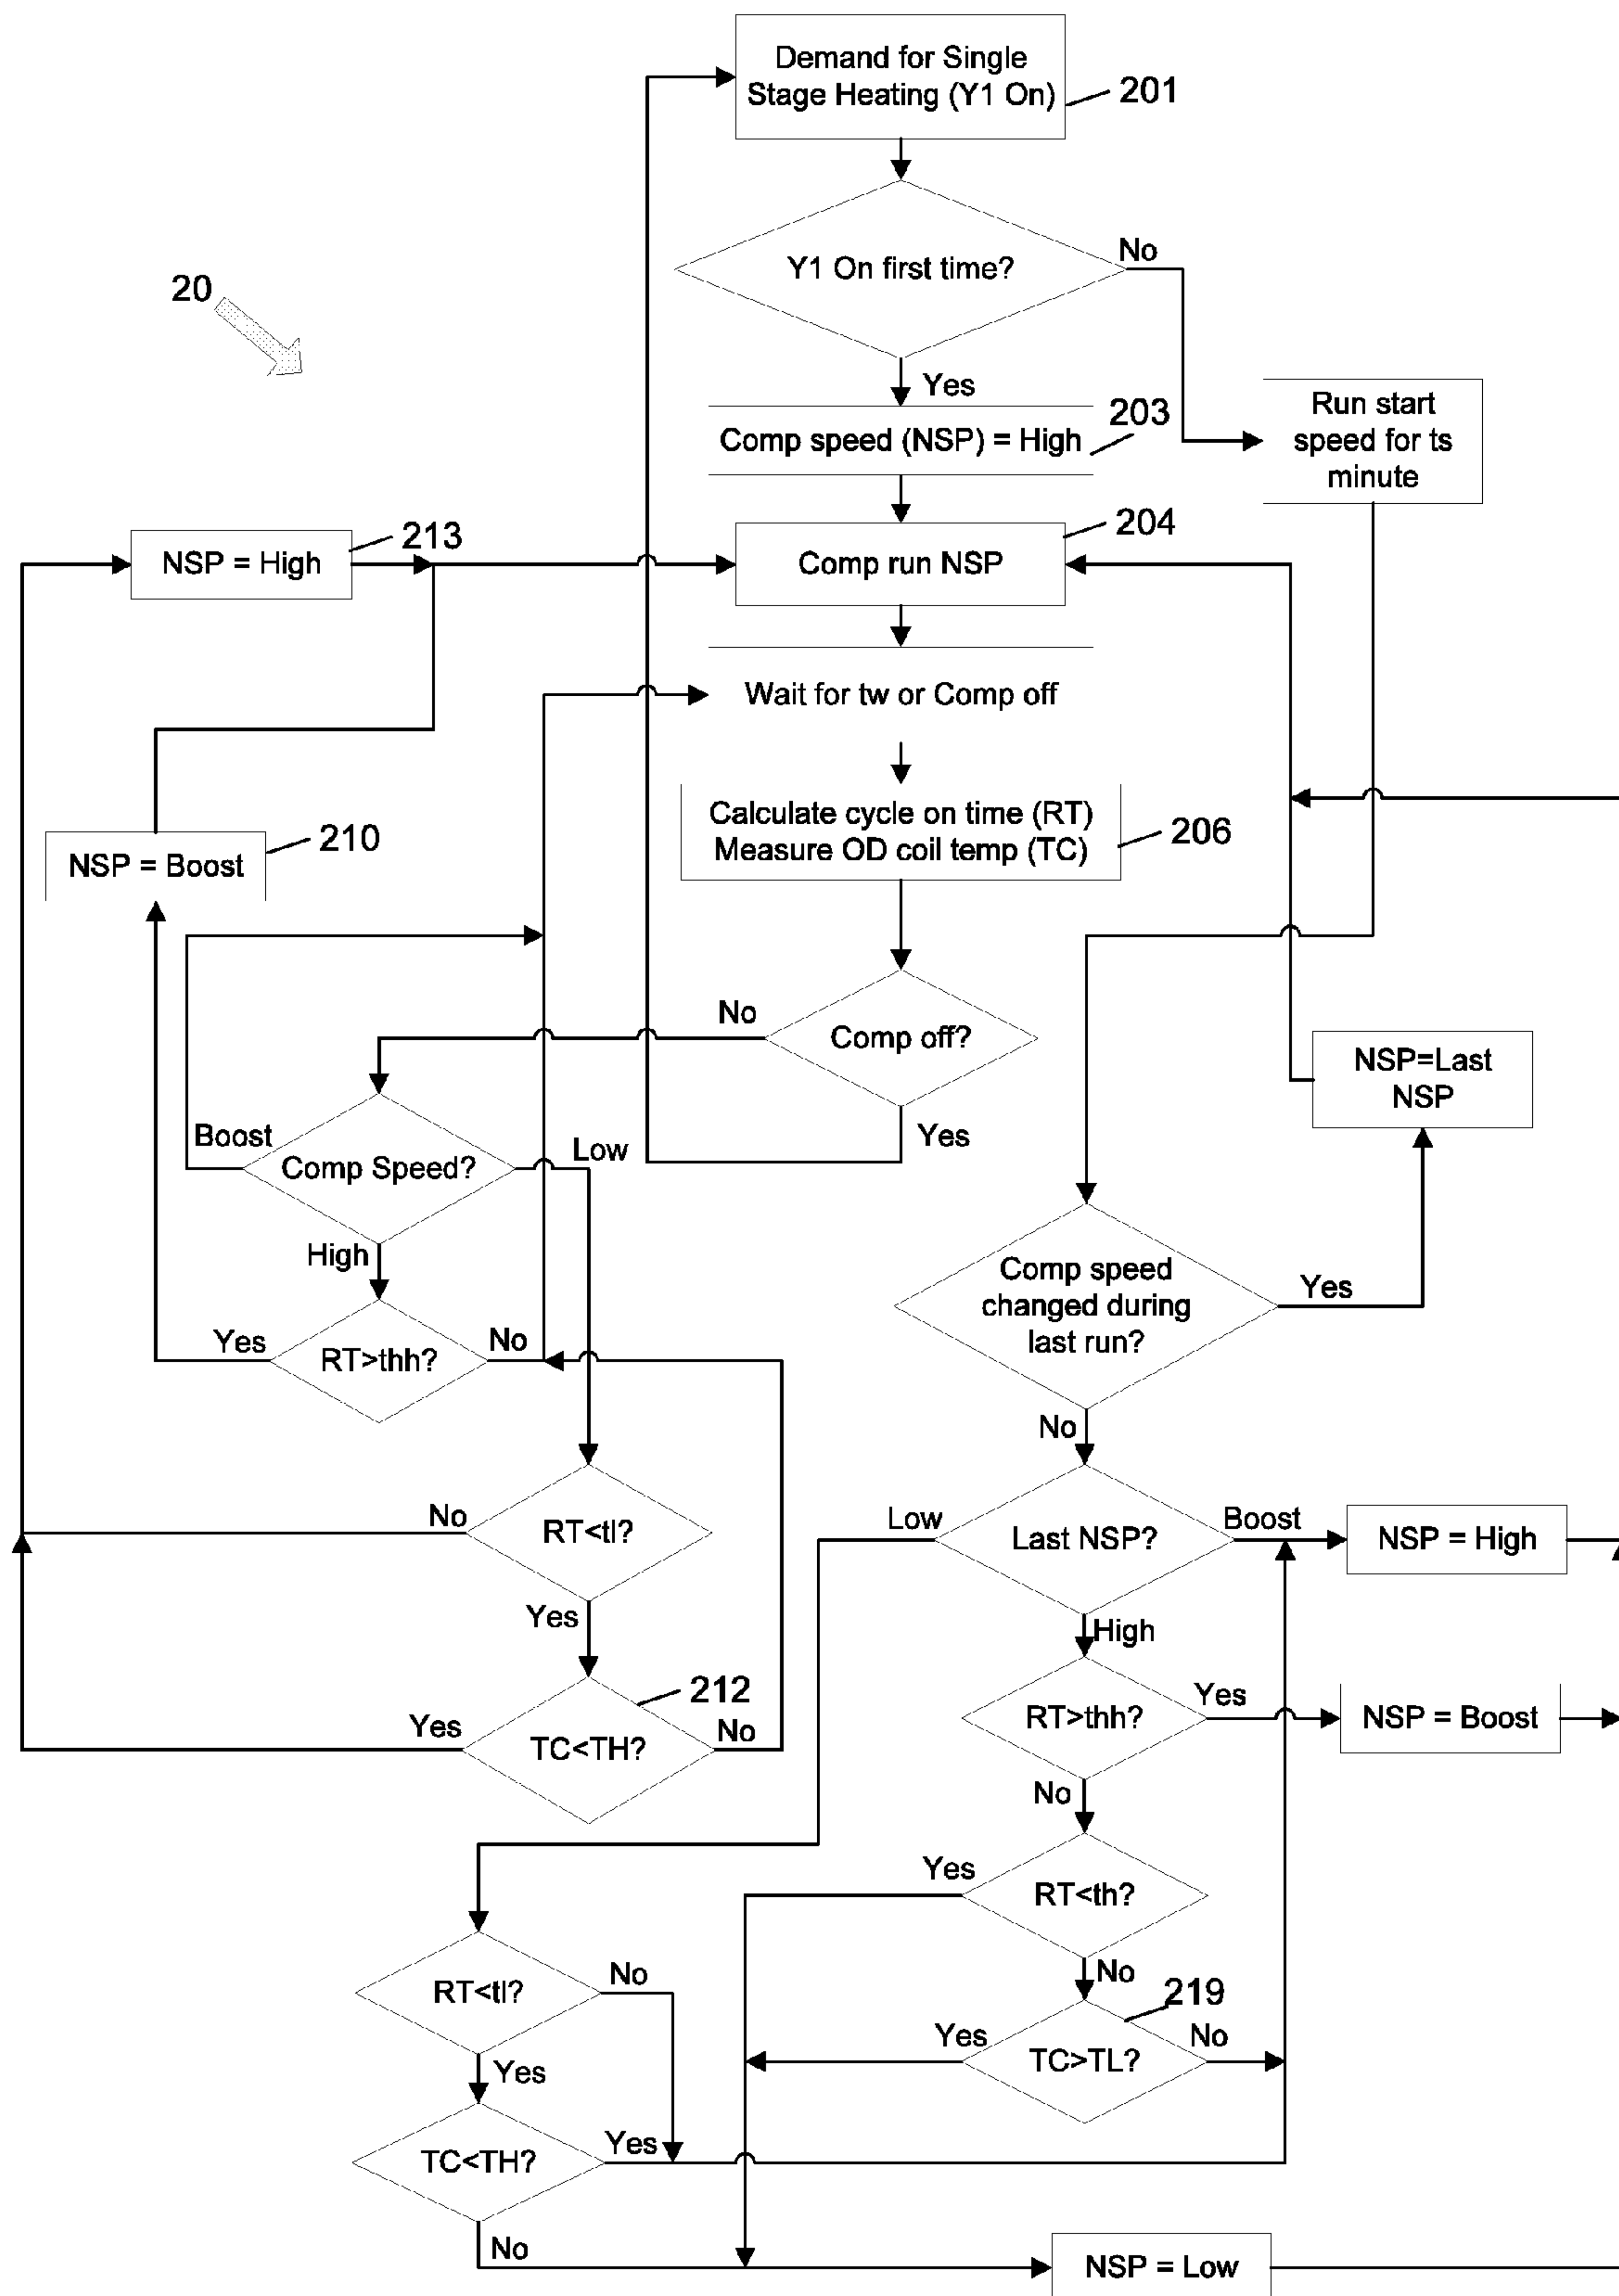 Demand for Single
Stage Heating (Y1 On)
201
Y1 On first time?
No
20
Yes
203
Comp speed (NSP) = High
Run start
speed for ts
minute
213
NSP = High
204
Comp run NSP
Wait for tw or Comp off
210
NSP = Boost
Calculate cycle on time (RT)
Measure OD coil temp (TC)
206
No
Comp off?
Yes
NSP=Last
NSP
Boost
Comp Speed?
Low
High
Comp speed
changed during
last run?
Yes
Yes
RT>thh?
No
No
No
RT<tl?
Low
Last NSP?
Boost
NSP = High
Yes
High
212
Yes
TC<TH?
No
RT>thh?
Yes
NSP = Boost
No
Yes
RT<th?
No
RT<tl?
No
219
Yes
TC>TL?
No
Yes
TC<TH?
Yes
No
NSP = Low